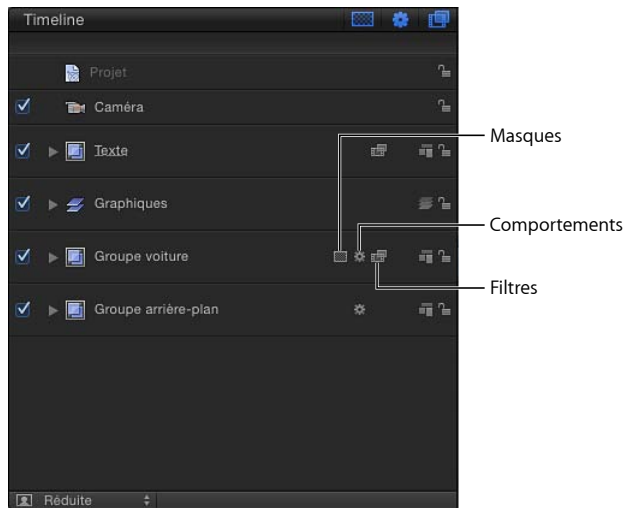 Timeline
Projet
Caméra
Texte
Masques
Graphiques
Comportements
Groupe voiture
Filtres
Groupe arrière-plan
Réduite